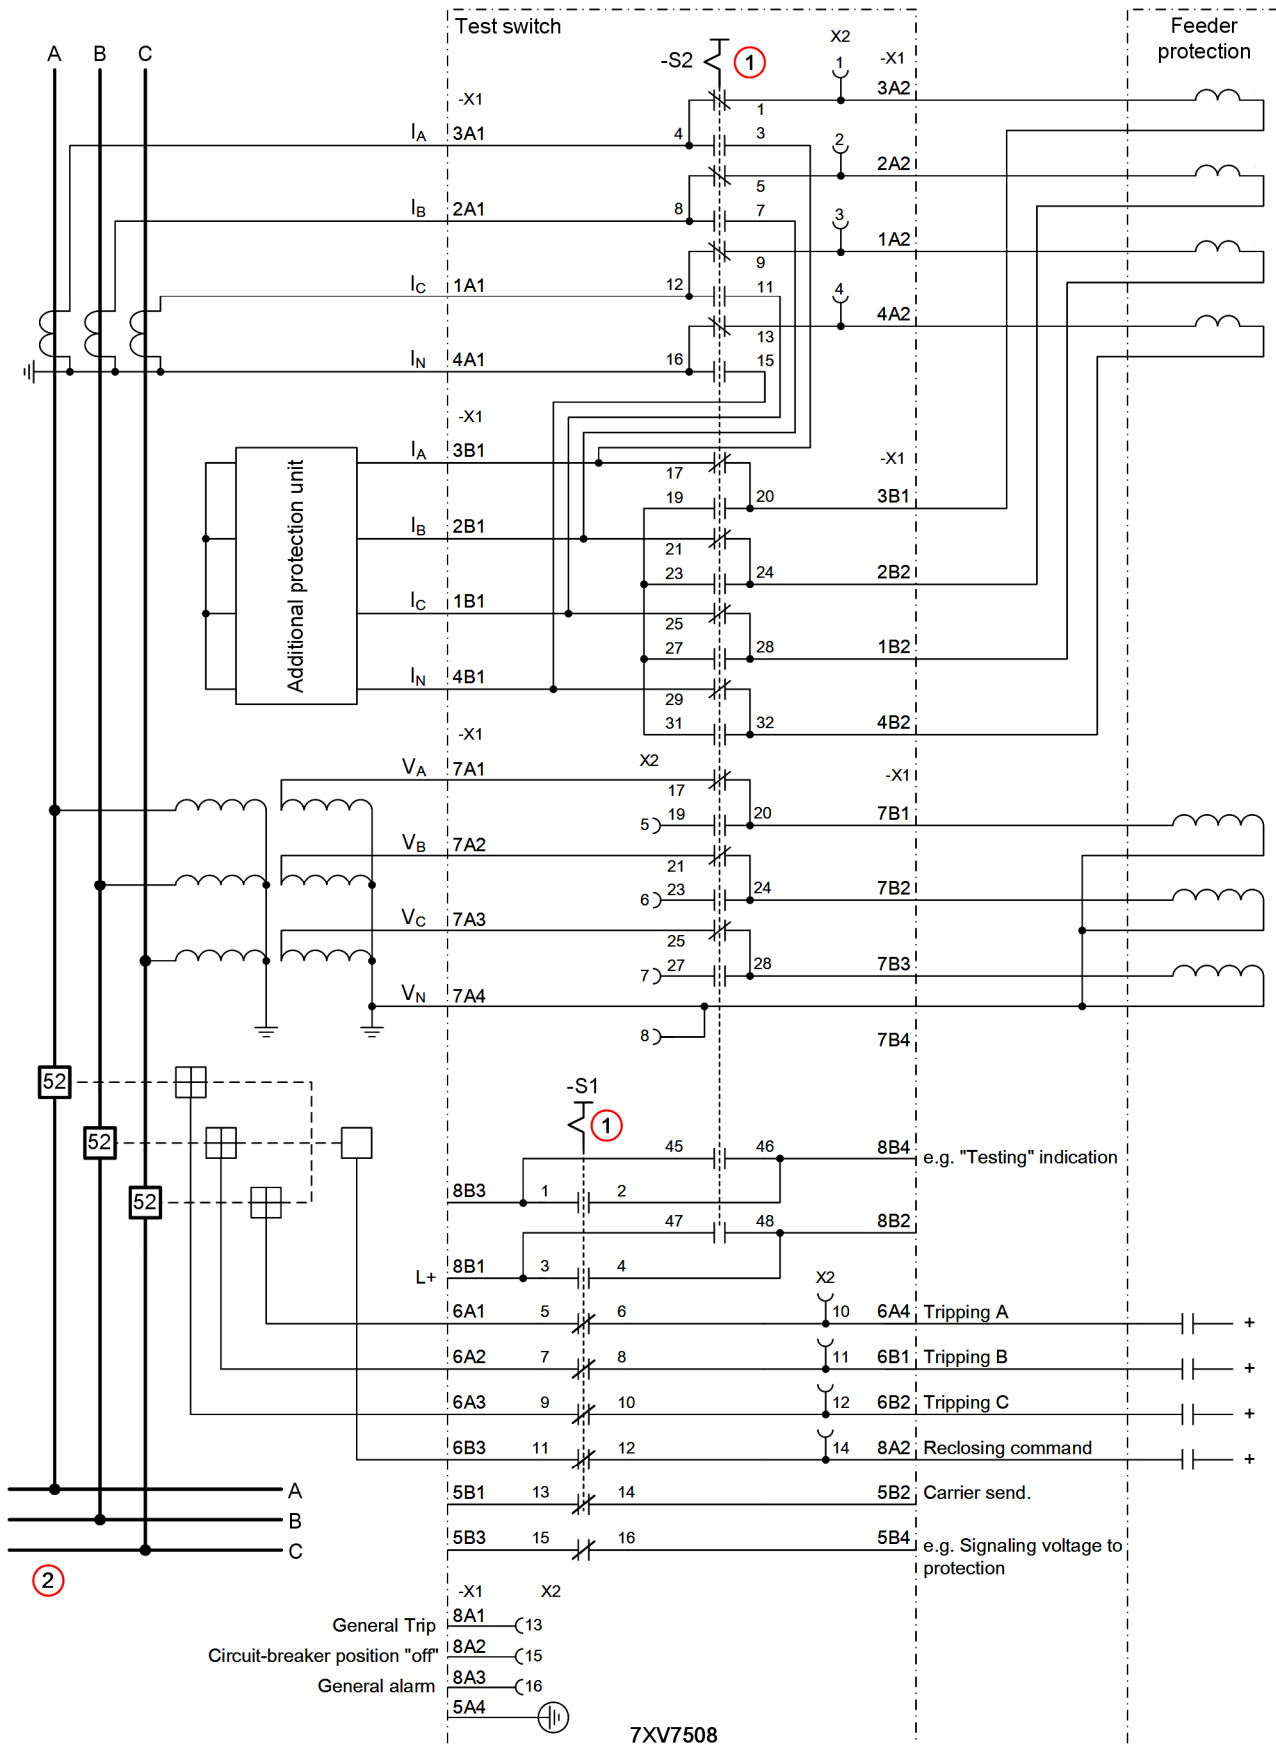 Test switch
Feeder
protection
A B C
-S2 1
X2
1
-X1
3A2
-X1
1
IA 3A1 4 3
2
2A2
5
IB 2A1 8 7
3
1A2
9
IC 1A1 12 11
4
4A2
13
IN 4A1 16 15
-X1
Additional protection unit
IA 3B1 17 -X1
19 20 3B1
IB 2B1 21
23 24 2B2
IC 1B1 25
27 28 1B2
IN 4B1 29
31 32 4B2
-X1
X2
VA 7A1 17 -X1
5 19 20 7B1
VB 7A2 21
6 23 24 7B2
VC 7A3 25
7 27 28 7B3
VN 7A4
8 7B4
52
-S1
1
52
45 46 8B4 e.g. "Testing" indication
52
8B3 1 2
47 48 8B2
L+ 8B1 3 4
X2
6A1 5 6 10 6A4 Tripping A +
6A2 7 8 11 6B1 Tripping B +
6A3 9 10 12 6B2 Tripping C +
6B3 11 12 14 8A2 Reclosing command +
A
5B1 13 14 5B2 Carrier send.
B
5B3 15 16 5B4 e.g. Signaling voltage to
protection
C
2
-X1 X2
General Trip 8A1 13
Circuit-breaker position "off" 8A2 15
General alarm 8A3 16
5A4
7XV7508